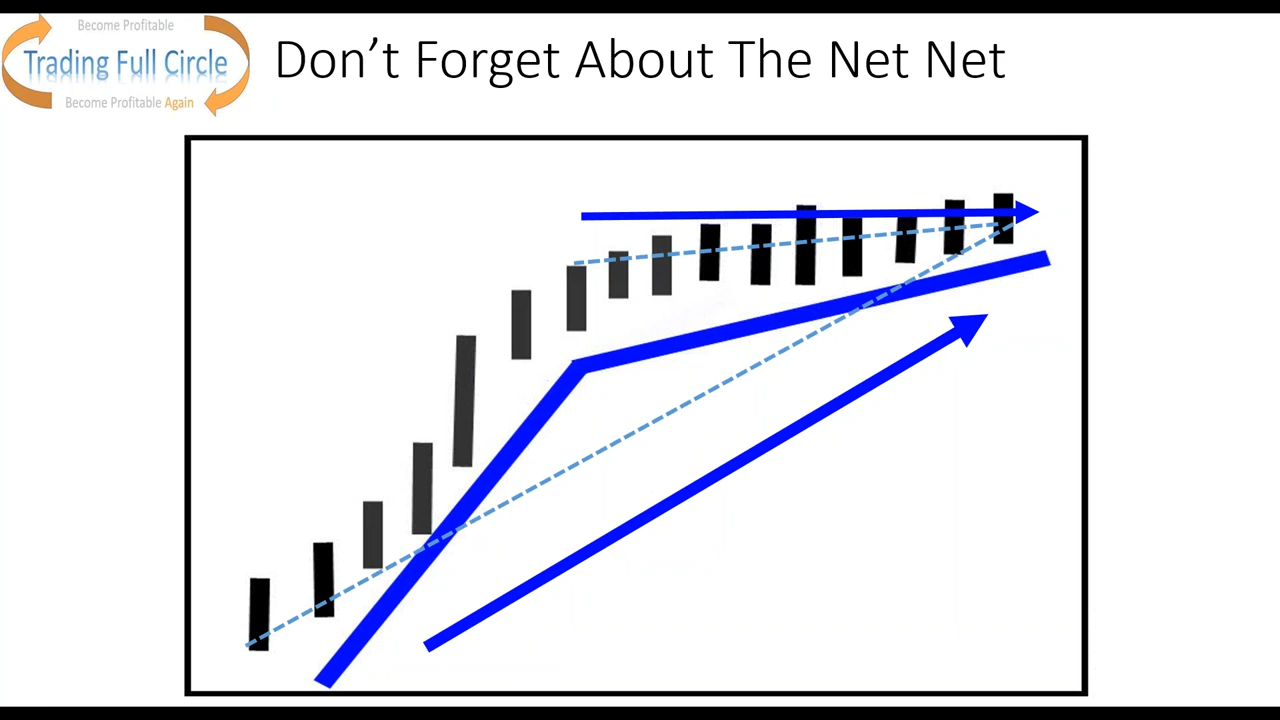 Become Profitable
Trading Full Circle
Become Profitable Again
Don’t Forget About The Net Net